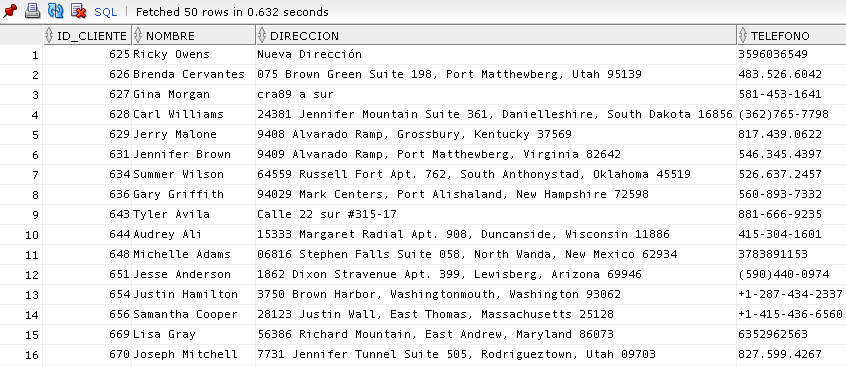 SQL | Fetched 50 rows in 0.632 seconds
ID_CLIENTE NOMBRE DIRECCION TELEFONO
1 625 Ricky Owens Nueva Dirección 3596036549
2 626 Brenda Cervantes 075 Brown Green Suite 198, Port Matthewberg, Utah 95139 483.526.6042
3 627 Gina Morgan cra89 a sur 581-453-1641
4 628 Carl Williams 24381 Jennifer Mountain Suite 361, Danielleshire, South Dakota 16856 (362)765-7798
5 629 Jerry Malone 9408 Alvarado Ramp, Grossbury, Kentucky 37569 817.439.0622
6 631 Jennifer Brown 9409 Alvarado Ramp, Port Matthewberg, Virginia 82642 546.345.4397
7 634 Summer Wilson 64559 Russell Fort Apt. 762, South Anthonystad, Oklahoma 45519 526.637.2457
8 636 Gary Griffith 94029 Mark Centers, Port Alishaland, New Hampshire 72598 560-893-7332
9 643 Tyler Avila Calle 22 sur #315-17 881-666-9235
10 644 Audrey Ali 15333 Margaret Radial Apt. 908, Duncanside, Wisconsin 11886 415-304-1601
11 648 Michelle Adams 06816 Stephen Falls Suite 058, North Wanda, New Mexico 62934 3783891153
12 651 Jesse Anderson 1862 Dixon Stravenue Apt. 399, Lewisberg, Arizona 69946 (590)440-0974
13 654 Justin Hamilton 3750 Brown Harbor, Washingtonmouth, Washington 93062 +1-287-434-2337
14 656 Samantha Cooper 28123 Justin Wall, East Thomas, Massachusetts 25128 +1-415-436-6560
15 669 Lisa Gray 56386 Richard Mountain, East Andrew, Maryland 86073 6352962563
16 670 Joseph Mitchell 7731 Jennifer Tunnel Suite 505, Rodrigueztown, Utah 09703 827.599.4267